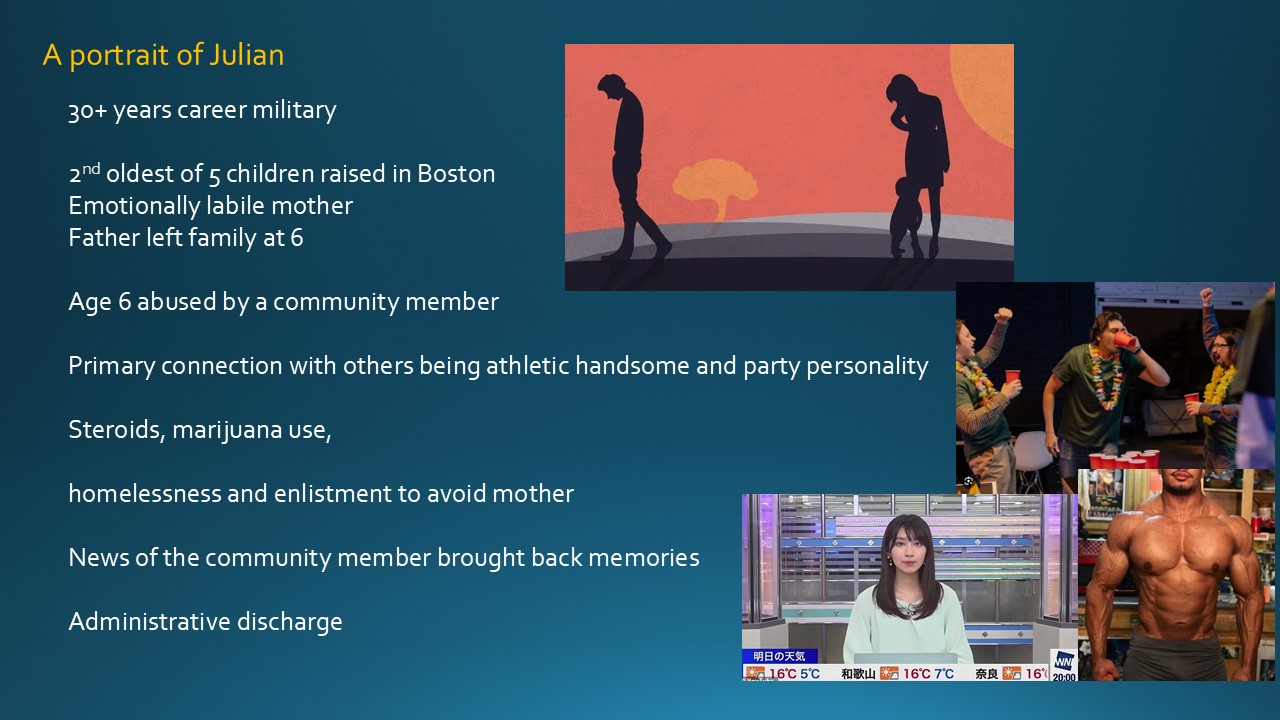 A portrait of Julian
30+ years career military
2nd oldest of 5 children raised in Boston
Emotionally labile mother
Father left family at 6
Age 6 abused by a community member
Primary connection with others being athletic handsome and party personality
Steroids, marijuana use,
homelessness and enlistment to avoid mother
News of the community member brought back memories
Administrative discharge
明日の天気
16℃ 5℃ 和歌山 16℃ 7℃ 奈良 16℃
WNI
20:00